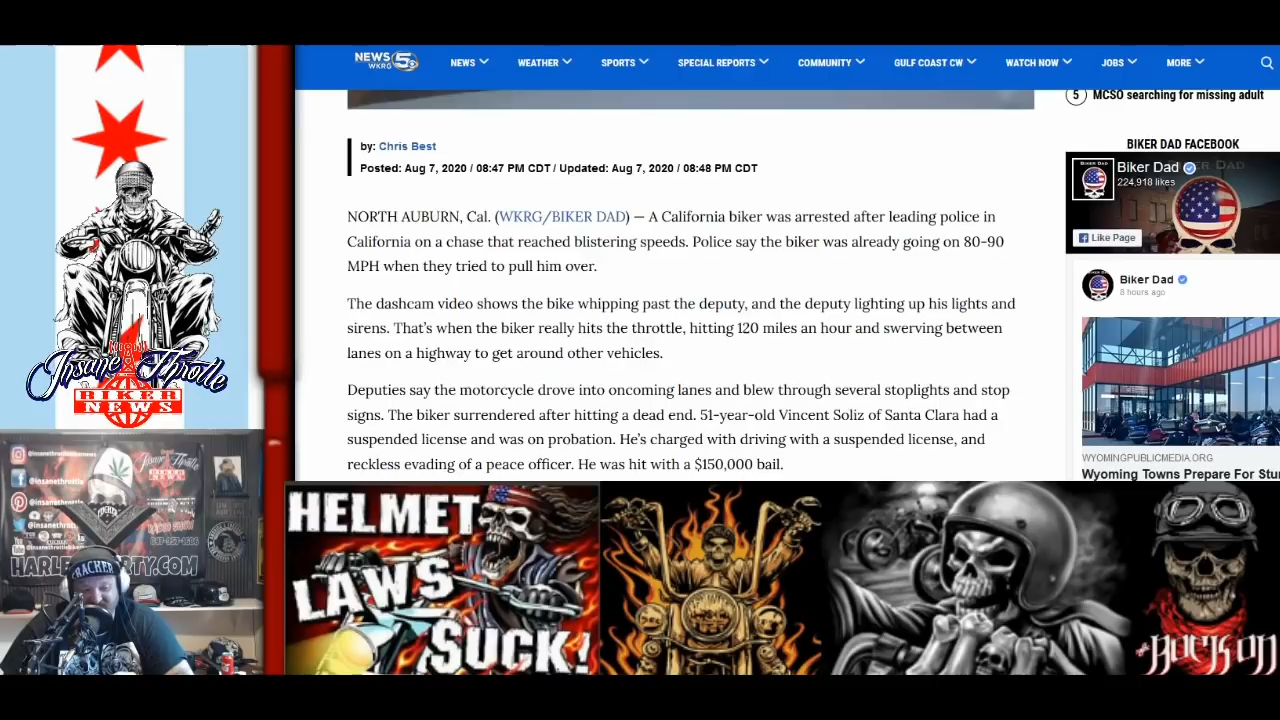 NEWS 5
WKRG
NEWS
WEATHER
SPORTS
SPECIAL REPORTS
COMMUNITY
GULF COAST CW
WATCH NOW
JOBS
MORE
5 MCSO searching for missing adult
by: Chris Best
Posted: Aug 7, 2020 / 08:47 PM CDT / Updated: Aug 7, 2020 / 08:48 PM CDT
NORTH AUBURN, Cal. (WKRG/BIKER DAD) — A California biker was arrested after leading police in
California on a chase that reached blistering speeds. Police say the biker was already going on 80-90
MPH when they tried to pull him over.
The dashcam video shows the bike whipping past the deputy, and the deputy lighting up his lights and
sirens. That's when the biker really hits the throttle, hitting 120 miles an hour and swerving between
lanes on a highway to get around other vehicles.
Deputies say the motorcycle drove into oncoming lanes and blew through several stoplights and stop
signs. The biker surrendered after hitting a dead end. 51-year-old Vincent Soliz of Santa Clara had a
suspended license and was on probation. He's charged with driving with a suspended license, and
reckless evading of a peace officer. He was hit with a $150,000 bail.
BIKER DAD FACEBOOK
Biker Dad
224,918 likes
Like Page
Biker Dad
8 hours ago
WYOMINGPUBLICMEDIA.ORG
Wyoming Towns Prepare For Stu
Insane Throttle
BIKER
NEWS
@insanethrottle
CRACKER
HELMET
LAWS
SUCK!
ROCK ON